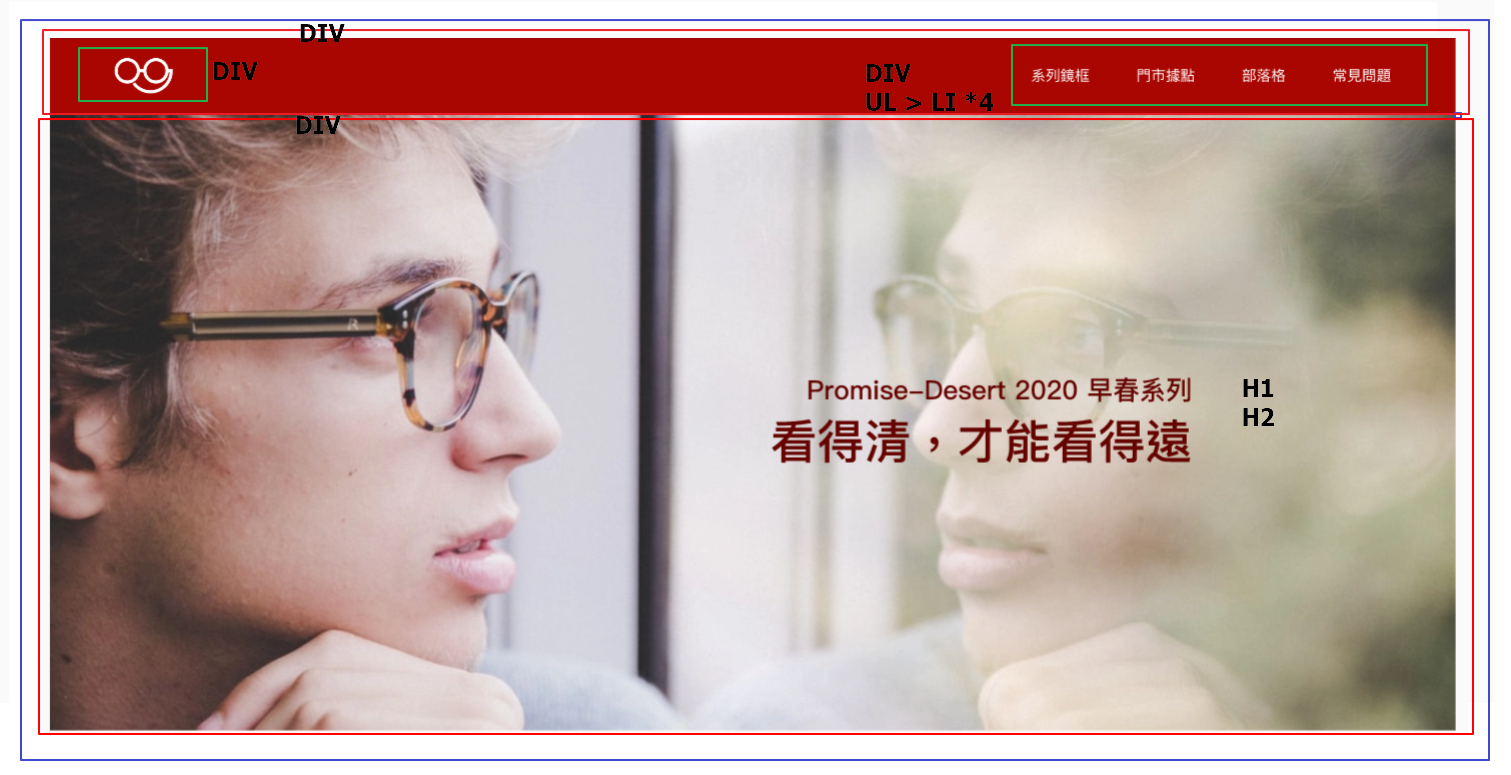 DIV
DIV
DIV
UL > LI *4
系列鏡框
門市據點
部落格
常見問題
DIV
Promise–Desert 2020 早春系列
看得清，才能看得遠
H1
H2